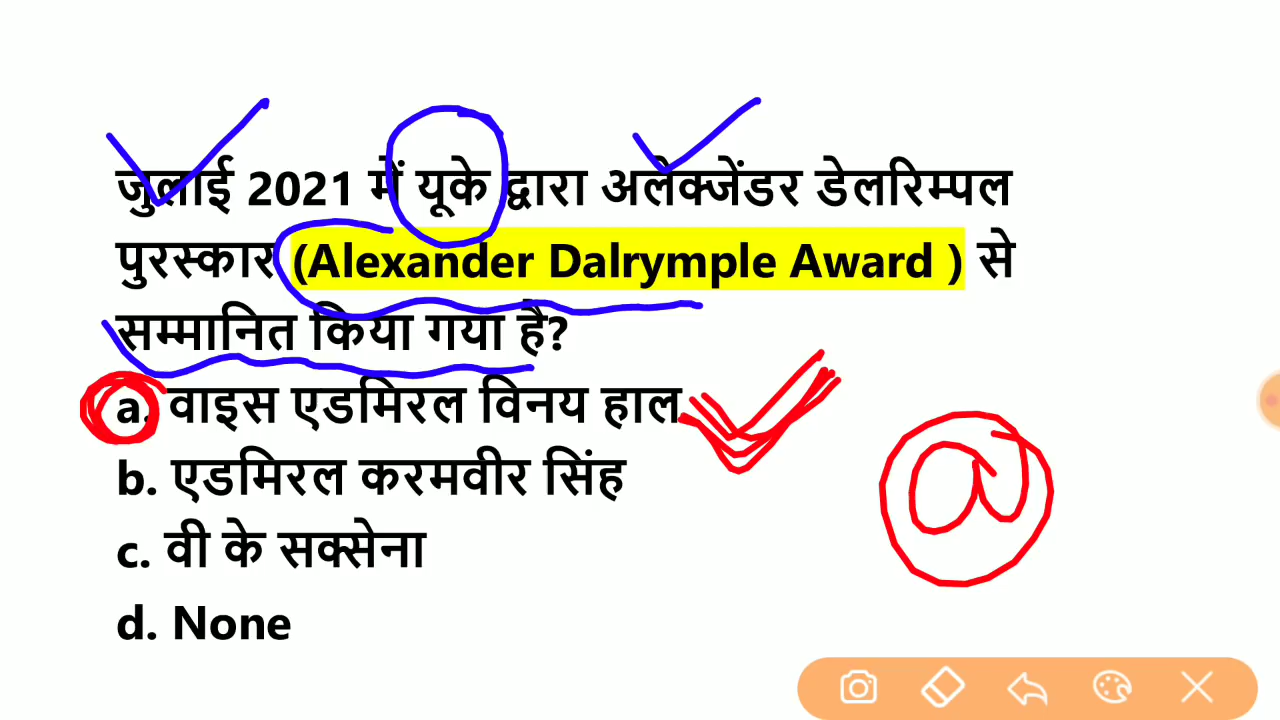 जुलाई 2021 में यूके द्वारा अलेक्जेंडर डेलरिम्पल
पुरस्कार (Alexander Dalrymple Award ) से
सम्मानित किया गया है?
a. वाइस एडमिरल विनय हाल
b. एडमिरल करमवीर सिंह
c. वी के सक्सेना
d. None
a